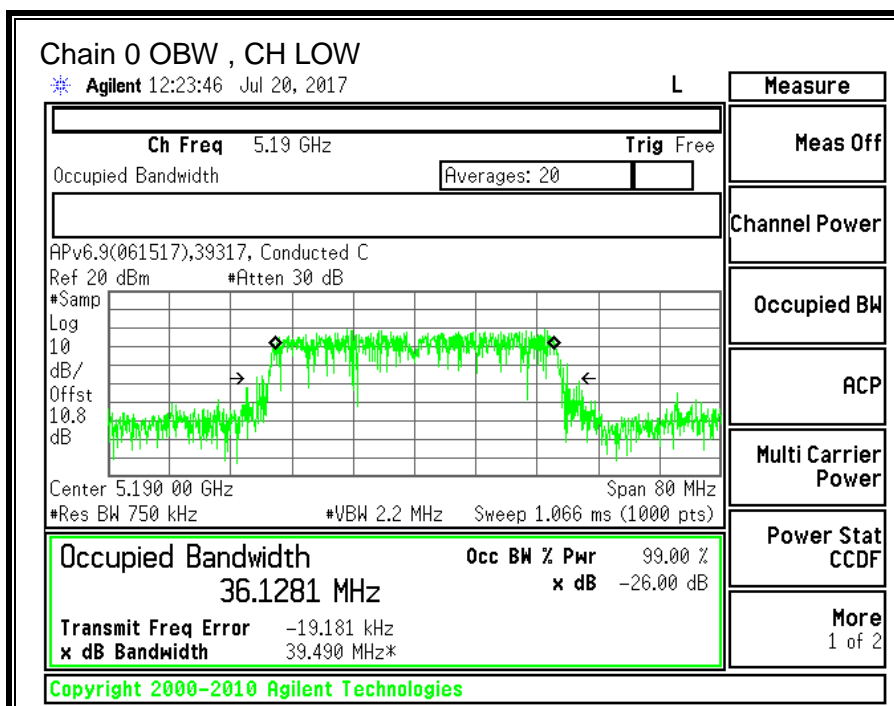 Chain 0 OBW , CH LOW
Agilent 12:23:46 Jul 20, 2017 L
Ch Freq 5.19 GHz Trig Free
Occupied Bandwidth Averages: 20
APv6.9(061517),39317, Conducted C
Ref 20 dBm #Atten 30 dB
#Samp
Log
10
dB/
Offst
10.8
dB
Center 5.190 00 GHz Span 80 MHz
#Res BW 750 kHz #VBW 2.2 MHz Sweep 1.066 ms (1000 pts)
Occupied Bandwidth Occ BW % Pwr 99.00 %
36.1281 MHz x dB -26.00 dB
Transmit Freq Error -19.181 kHz
x dB Bandwidth 39.490 MHz*
Copyright 2000-2010 Agilent Technologies
Measure
Meas Off
Channel Power
Occupied BW
ACP
Multi Carrier
Power
Power Stat
CCDF
More
1 of 2